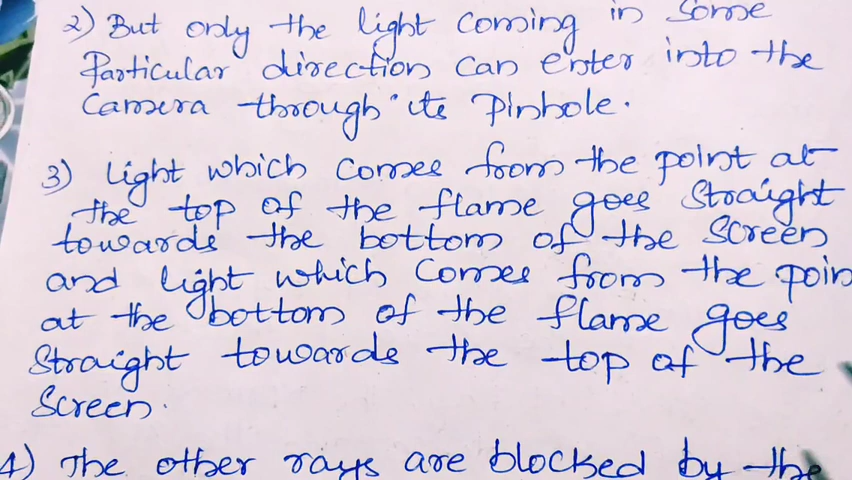 2) But only the light coming in some
Particular direction can enter into the
camera through its Pinhole.
3) Light which comes from the point at
the top of the flame goes straight
towards the bottom of the screen
and light which comes from the poin
at the bottom of the flame goes
straight towards the top of the
screen.
4) The other rays are blocked by the